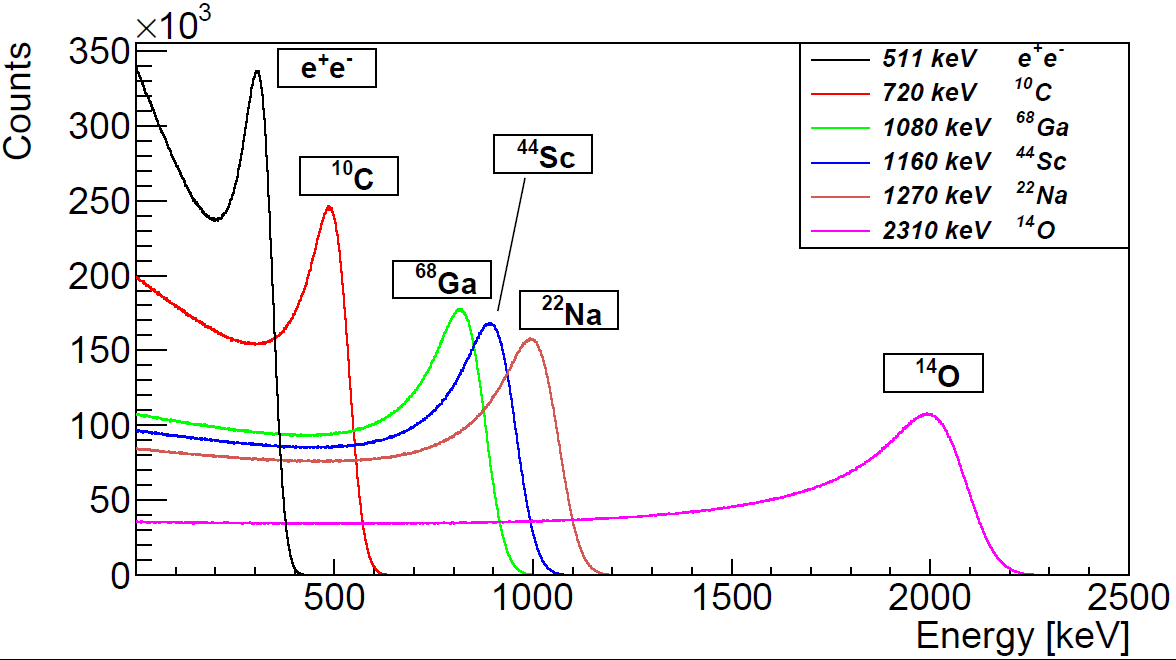 ×10³
Counts
350
300
250
200
150
100
50
0
500
1000
1500
2000
2500
Energy [keV]
e⁺e⁻
¹⁰C
⁴⁴Sc
⁶⁸Ga
²²Na
¹⁴O
511 keV e⁺e⁻
720 keV ¹⁰C
1080 keV ⁶⁸Ga
1160 keV ⁴⁴Sc
1270 keV ²²Na
2310 keV ¹⁴O